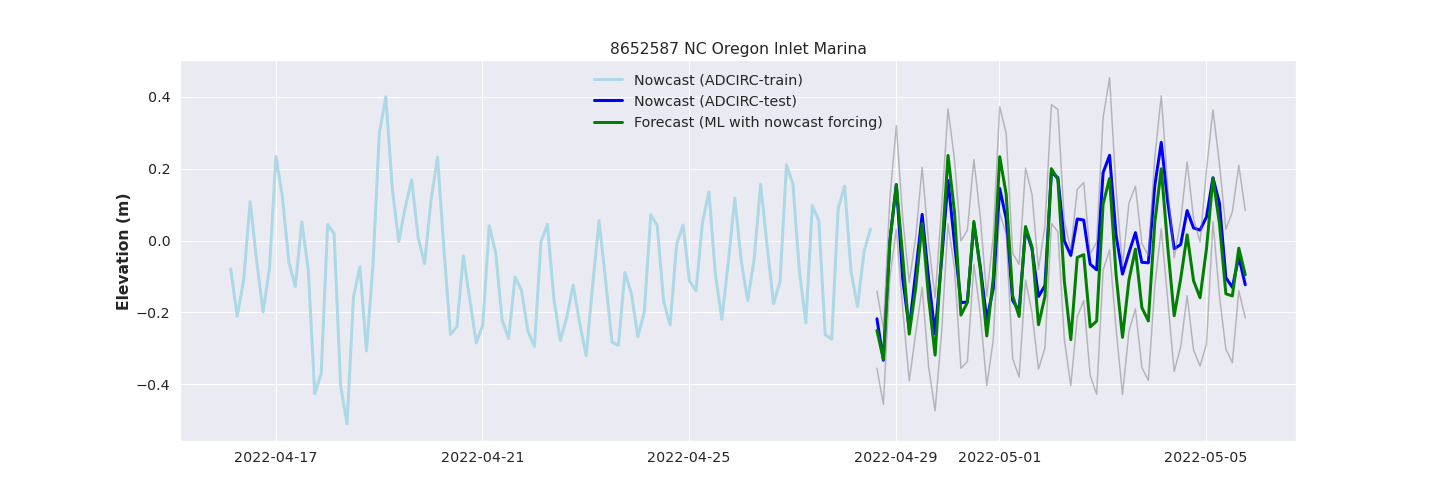 8652587 NC Oregon Inlet Marina
Nowcast (ADCIRC-train)
Nowcast (ADCIRC-test)
Forecast (ML with nowcast forcing)
Elevation (m)
0.4
0.2
0.0
−0.2
−0.4
2022-04-17
2022-04-21
2022-04-25
2022-04-29
2022-05-01
2022-05-05